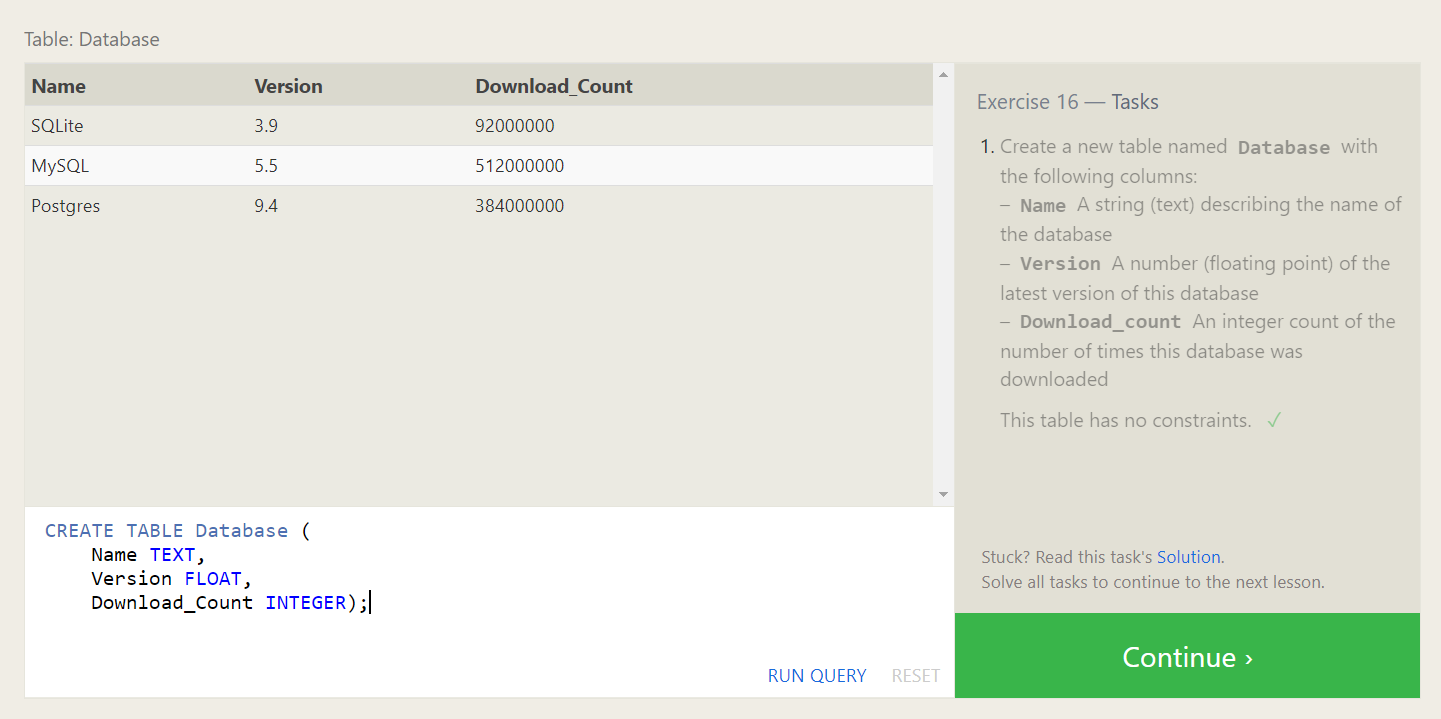 Table: Database
Name Version Download_Count
SQLite 3.9 92000000
MySQL 5.5 512000000
Postgres 9.4 384000000
CREATE TABLE Database (
Name TEXT,
Version FLOAT,
Download_Count INTEGER);
RUN QUERY RESET
Exercise 16 — Tasks
1. Create a new table named Database with
the following columns:
– Name A string (text) describing the name of
the database
– Version A number (floating point) of the
latest version of this database
– Download_count An integer count of the
number of times this database was
downloaded
This table has no constraints. ✓
Stuck? Read this task's Solution.
Solve all tasks to continue to the next lesson.
Continue ›